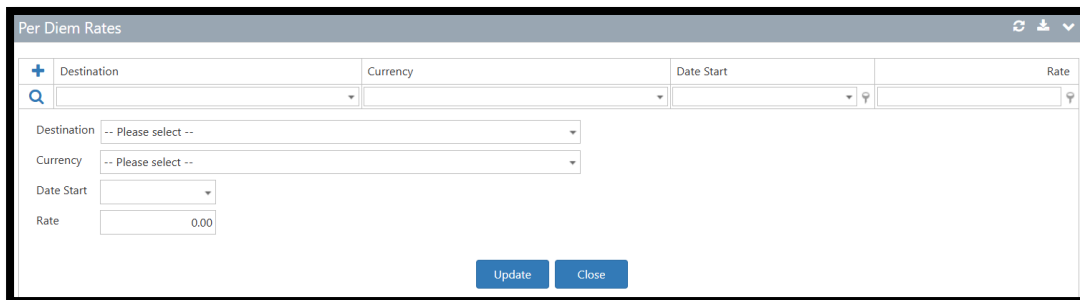 Per Diem Rates
Destination Currency Date Start Rate
Destination -- Please select --
Currency -- Please select --
Date Start
Rate 0.00
Update Close